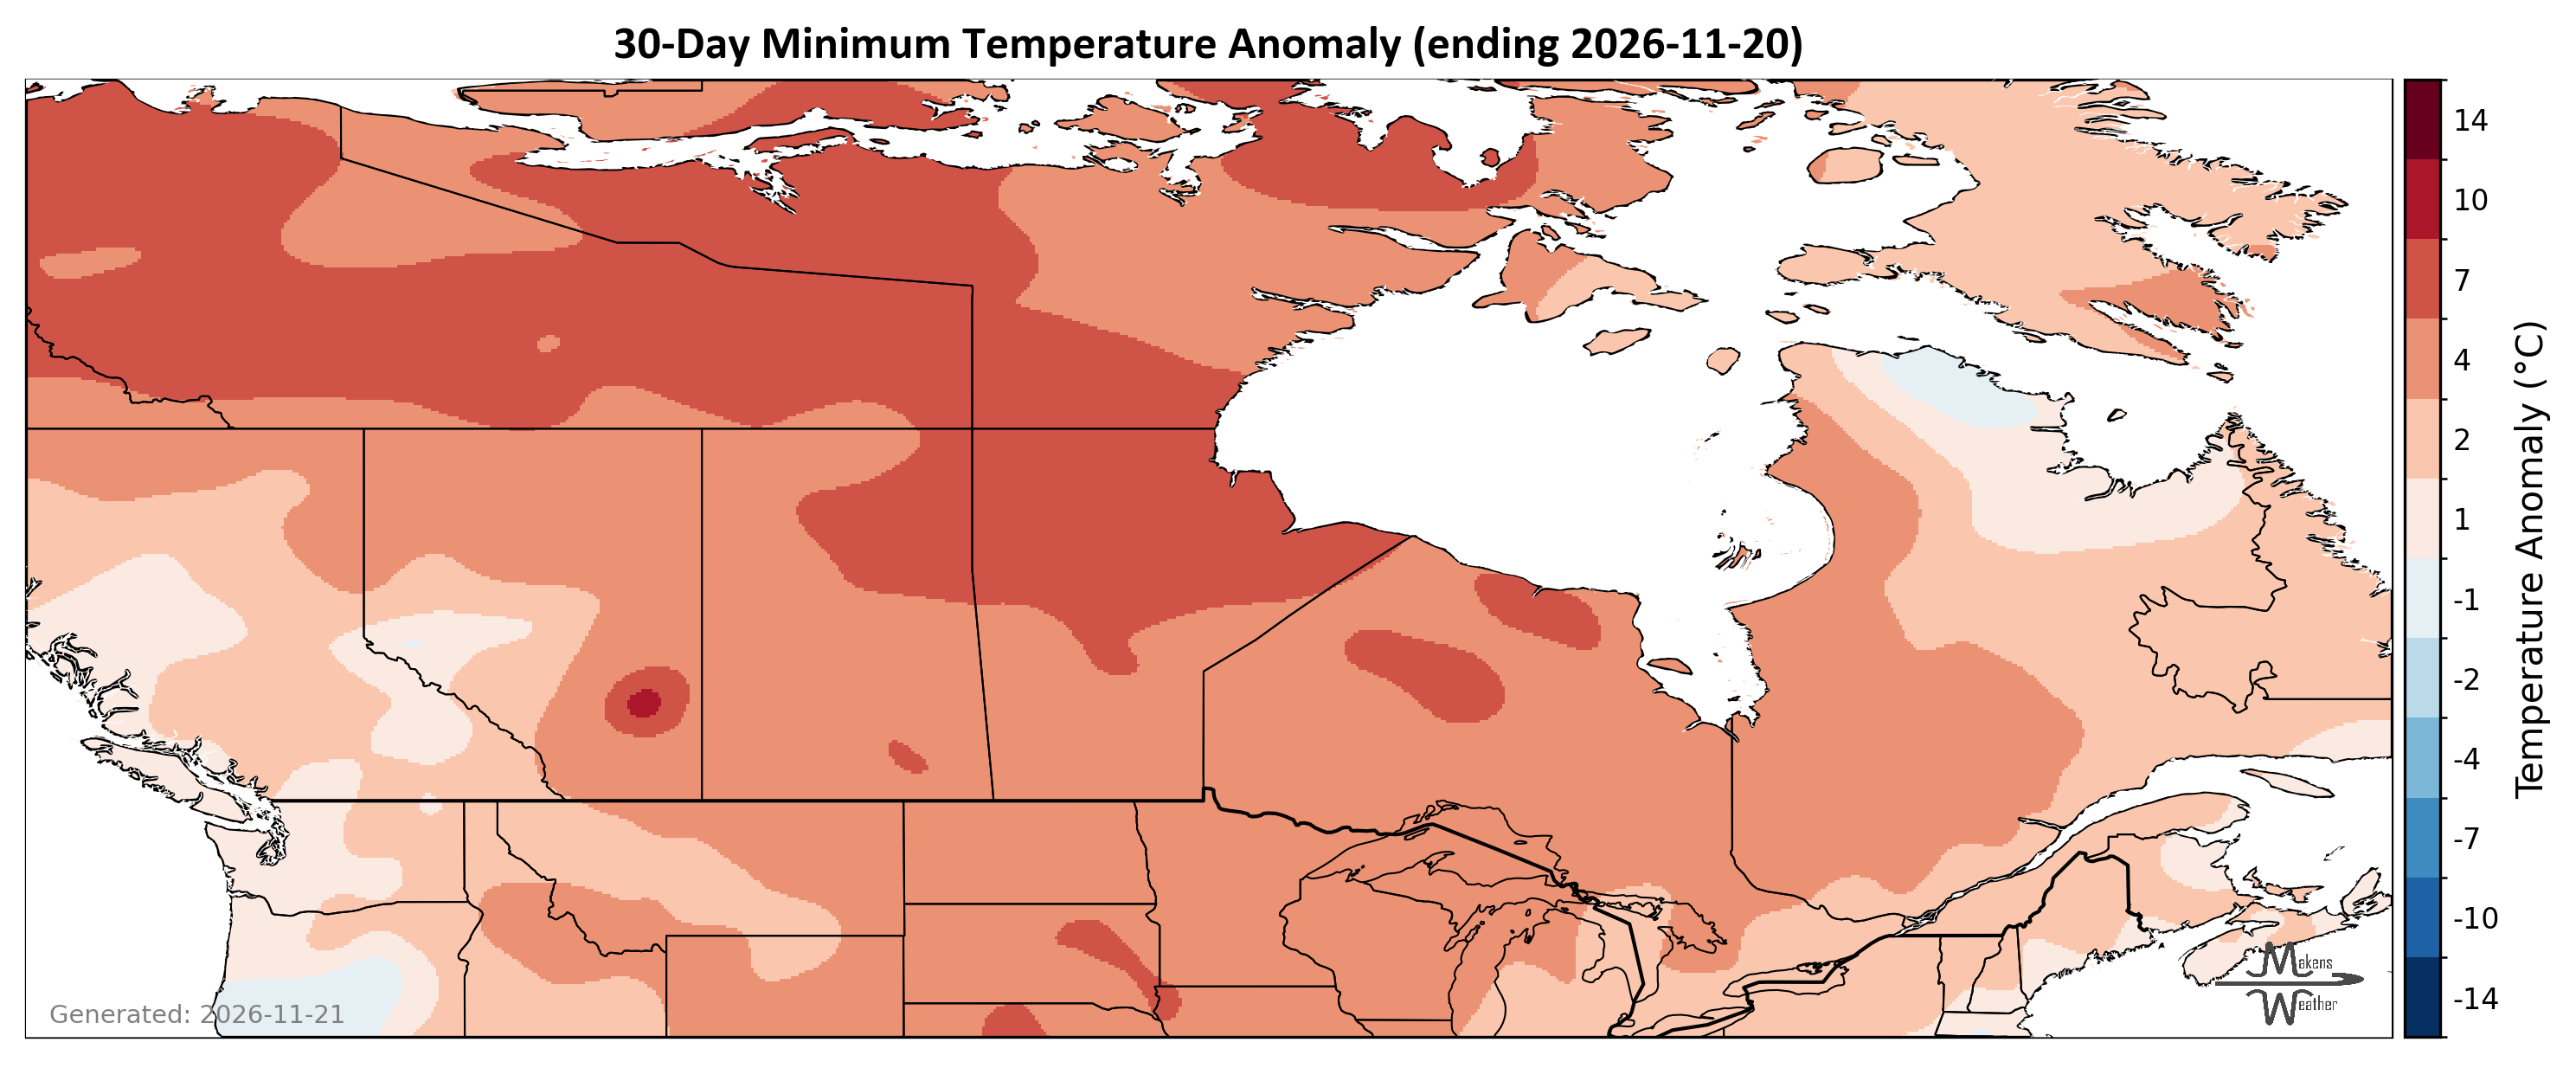 30-Day Minimum Temperature Anomaly (ending 2026-11-20)
14
10
7
4
2
1
-1
-2
-4
-7
-10
-14
Temperature Anomaly (°C)
Generated: 2026-11-21
Makens
Weather